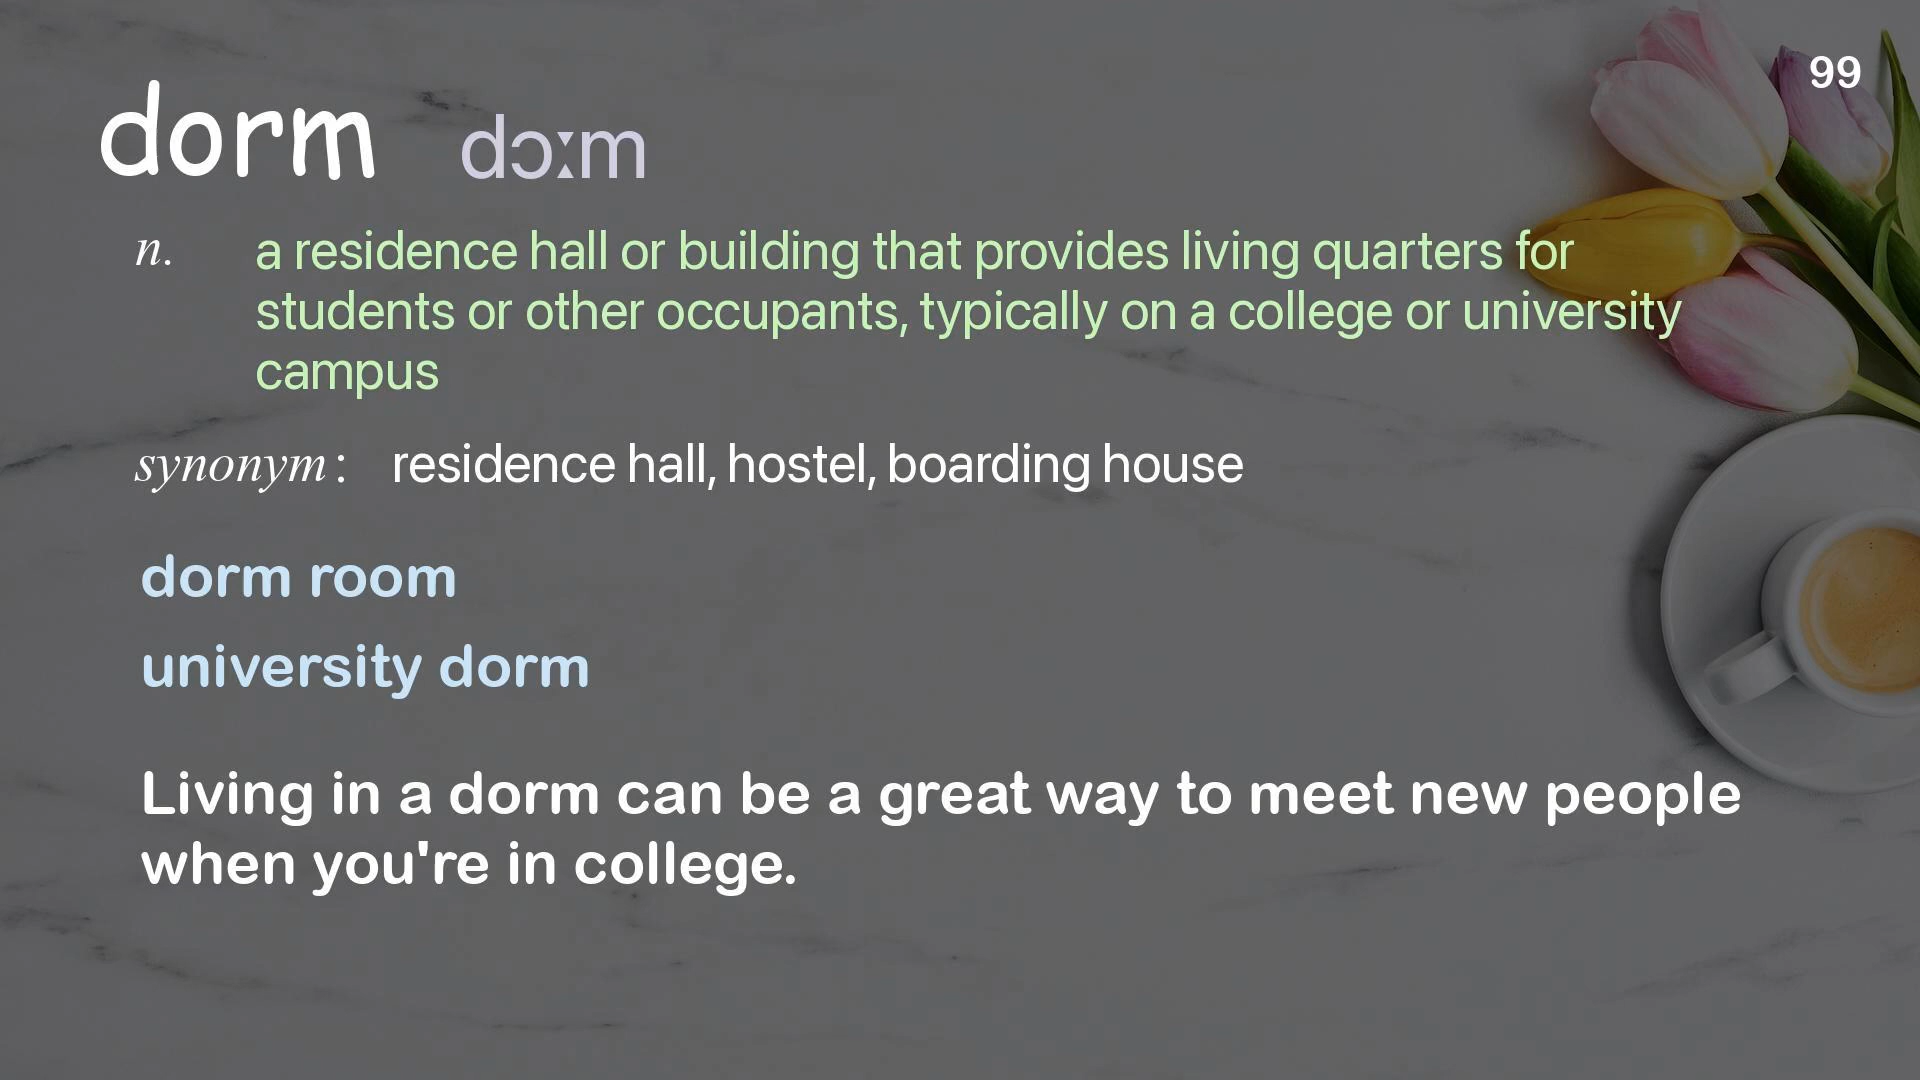 99
dorm dɔːm
n. a residence hall or building that provides living quarters for
students or other occupants, typically on a college or university
campus
synonym : residence hall, hostel, boarding house
dorm room
university dorm
Living in a dorm can be a great way to meet new people
when you're in college.